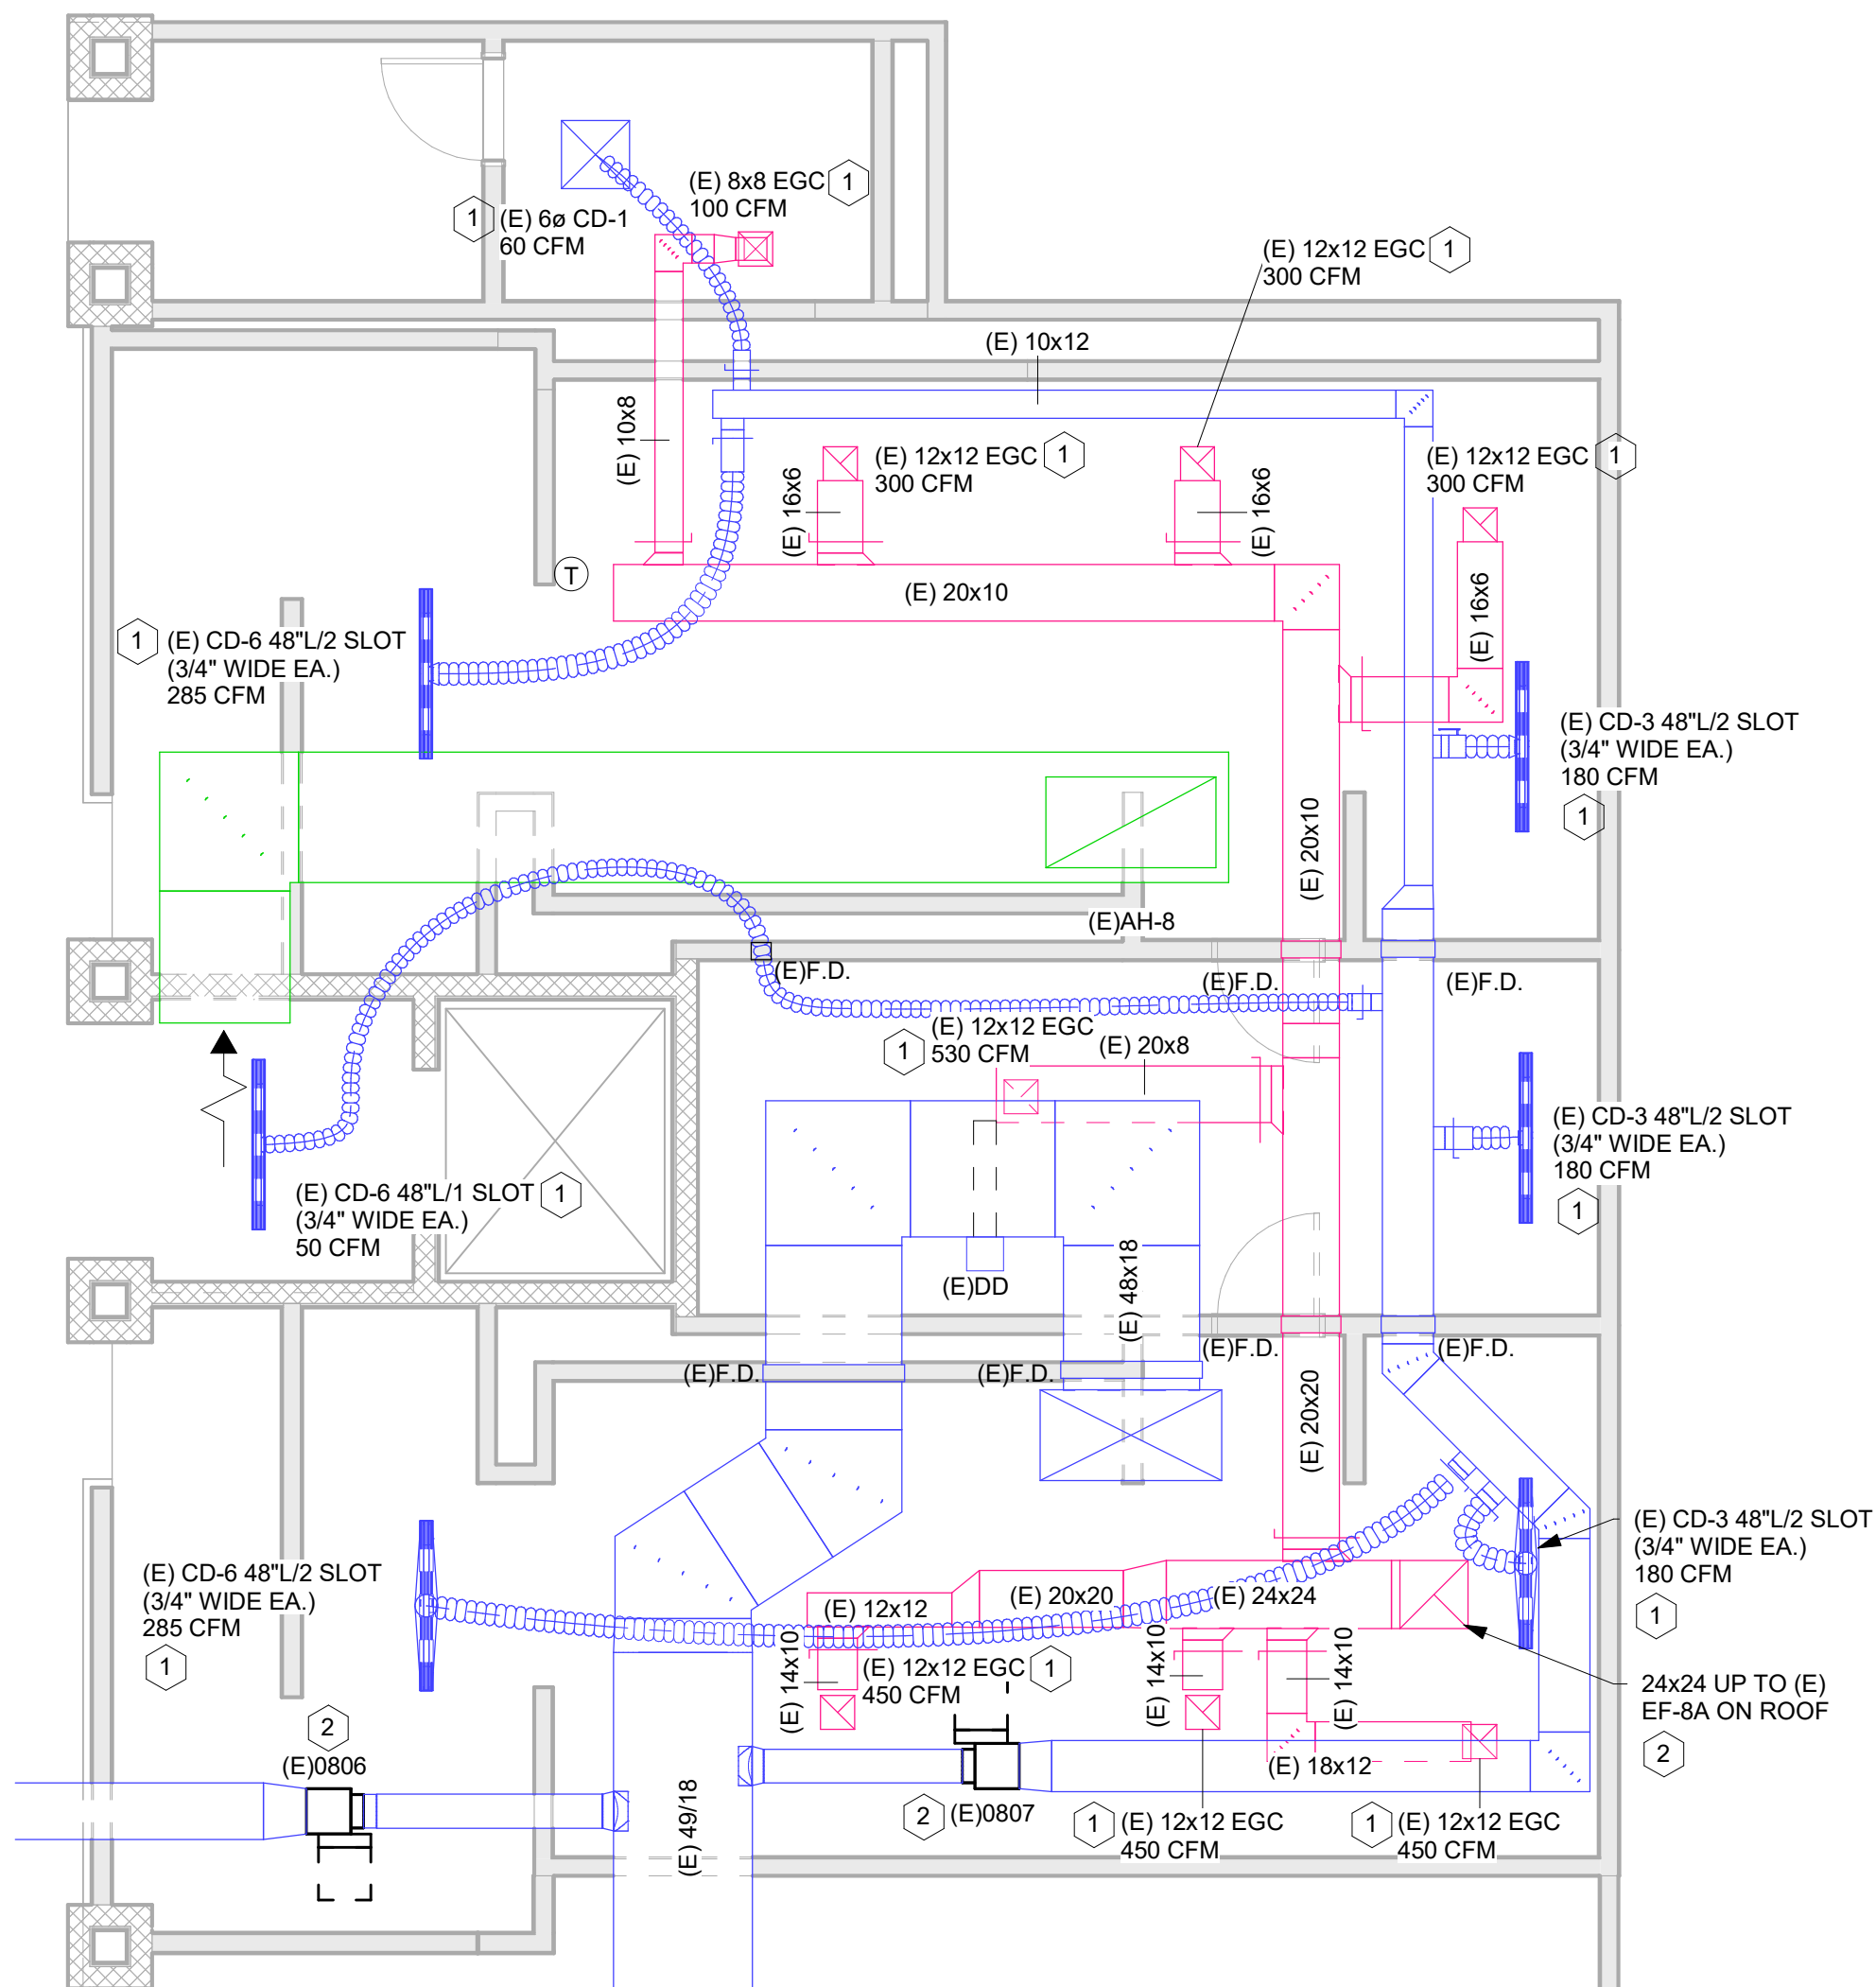 (E) 8x8 EGC 1
100 CFM
1 (E) 6ø CD-1
60 CFM
(E) 12x12 EGC 1
300 CFM
(E) 10x12
(E) 10x8
(E) 12x12 EGC 1
300 CFM
(E) 16x6
(E) 16x6
(E) 12x12 EGC 1
300 CFM
(E) 16x6
T
(E) 20x10
1 (E) CD-6 48"L/2 SLOT
(3/4" WIDE EA.)
285 CFM
(E) CD-3 48"L/2 SLOT
(3/4" WIDE EA.)
180 CFM
1
(E) 20x10
(E)AH-8
(E)F.D.
(E)F.D.
(E)F.D.
1 (E) 12x12 EGC
530 CFM
(E) 20x8
(E) CD-3 48"L/2 SLOT
(3/4" WIDE EA.)
180 CFM
1
(E) CD-6 48"L/1 SLOT 1
(3/4" WIDE EA.)
50 CFM
(E)DD
(E) 48x18
(E)F.D.
(E)F.D.
(E)F.D.
(E)F.D.
(E) 20x20
(E) CD-3 48"L/2 SLOT
(3/4" WIDE EA.)
180 CFM
1
(E) CD-6 48"L/2 SLOT
(3/4" WIDE EA.)
285 CFM
1
(E) 12x12
(E) 20x20
(E) 24x24
(E) 14x10
(E) 12x12 EGC 1
450 CFM
(E) 14x10
(E) 14x10
24x24 UP TO (E)
EF-8A ON ROOF
2
2
(E)0806
(E) 18x12
2 (E)0807
(E) 49/18
1 (E) 12x12 EGC
450 CFM
1 (E) 12x12 EGC
450 CFM